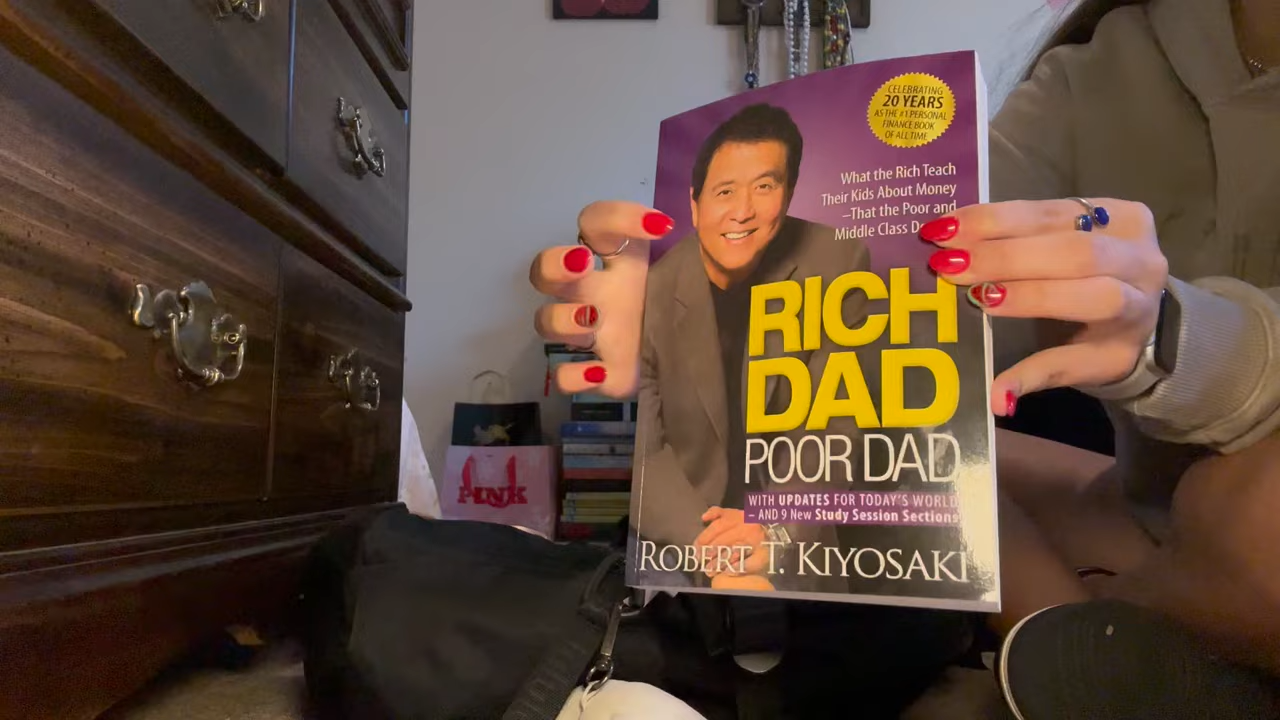 CELEBRATING
20 YEARS
AS THE #1 PERSONAL
FINANCE BOOK
OF ALL TIME
What the Rich Teach
Their Kids About Money
–That the Poor and
Middle Class
RICH
DAD
POOR DAD
WITH UPDATES FOR TODAY'S WORLD
– AND 9 New Study Session Sections
ROBERT T. KIYOSAKI
PINK